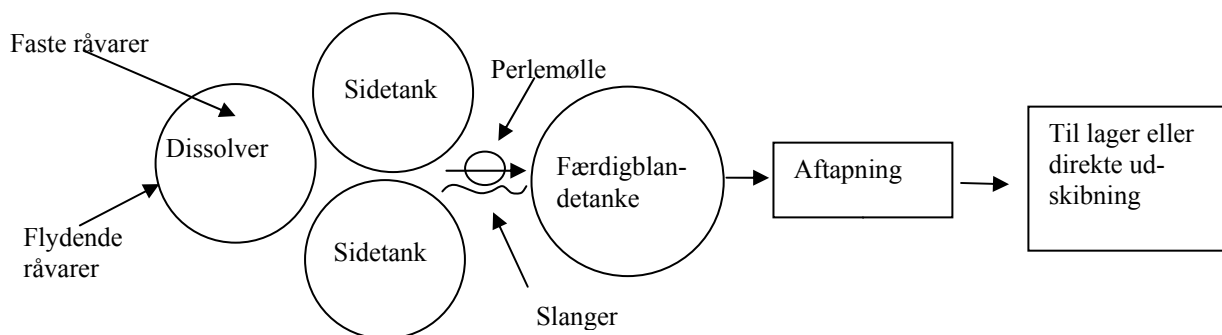 Faste råvarer
Flydende
råvarer
Dissolver
Sidetank
Sidetank
Perlemølle
Slanger
Færdigblan-
detanke
Aftapning
Til lager eller
direkte ud-
skibning